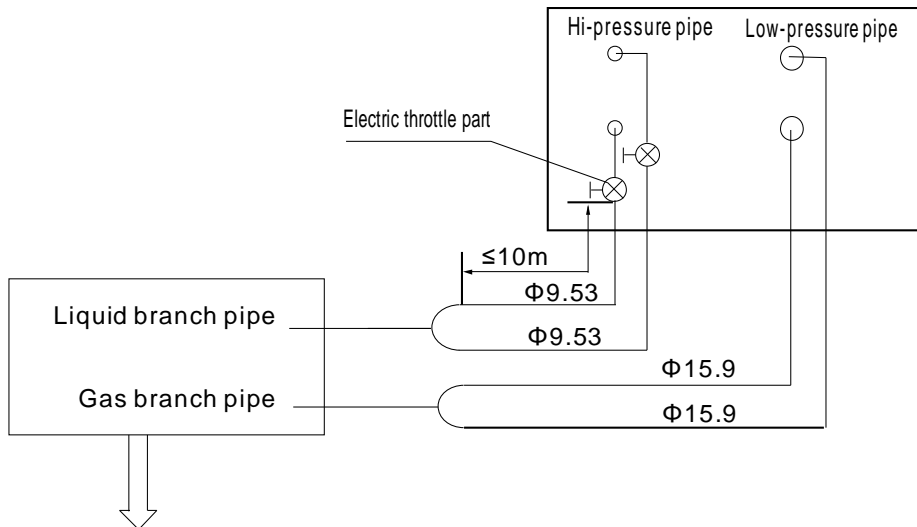 Hi-pressure pipe
Low-pressure pipe
Electric throttle part
≤10m
Φ9.53
Liquid branch pipe
Φ9.53
Φ15.9
Gas branch pipe
Φ15.9